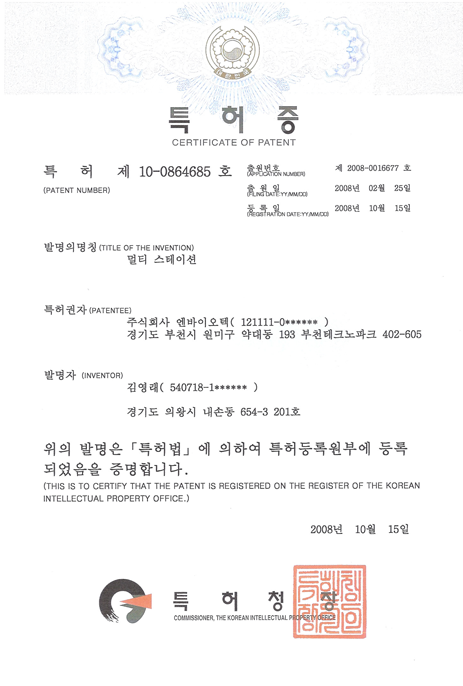 대한민국
특허증
CERTIFICATE OF PATENT
특 허 제 10-0864685 호
(PATENT NUMBER)
출원번호 제 2008-0016677 호
(APPLICATION NUMBER)
출 원 일 2008년 02월 25일
(FILING DATE:YY/MM/DD)
등 록 일 2008년 10월 15일
(REGISTRATION DATE:YY/MM/DD)
발명의명칭(TITLE OF THE INVENTION)
멀티 스테이션
특허권자(PATENTEE)
주식회사 엔바이오텍( 121111-0****** )
경기도 부천시 원미구 약대동 193 부천테크노파크 402-605
발명자 (INVENTOR)
김영래( 540718-1****** )
경기도 의왕시 내손동 654-3 201호
위의 발명은 「특허법」에 의하여 특허등록원부에 등록
되었음을 증명합니다.
(THIS IS TO CERTIFY THAT THE PATENT IS REGISTERED ON THE REGISTER OF THE KOREAN
INTELLECTUAL PROPERTY OFFICE.)
2008년 10월 15일
특 허 청 장
COMMISSIONER, THE KOREAN INTELLECTUAL PROPERTY OFFICE